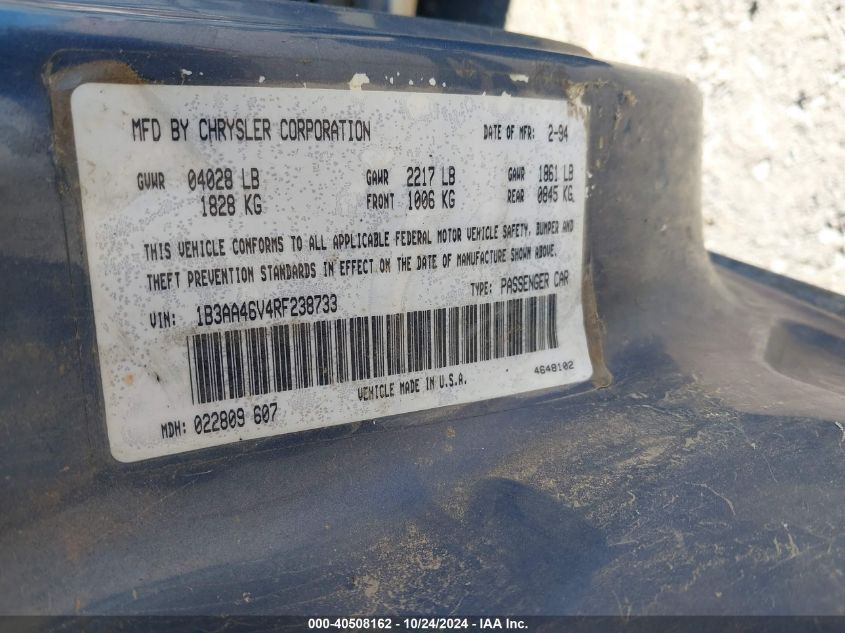 MFD BY CHRYSLER CORPORATION DATE OF MFR: 2-94
GVWR 04028 LB GAWR 2217 LB GAWR 1861 LB
1828 KG FRONT 1006 KG REAR 0845 KG
THIS VEHICLE CONFORMS TO ALL APPLICABLE FEDERAL MOTOR VEHICLE SAFETY, BUMPER AND
THEFT PREVENTION STANDARDS IN EFFECT ON THE DATE OF MANUFACTURE SHOWN ABOVE.
VIN: 1B3AA46V4RF238733 TYPE: PASSENGER CAR
VEHICLE MADE IN U.S.A. 4648102
MDH: 022809 607
000-40508162 - 10/24/2024 - IAA Inc.